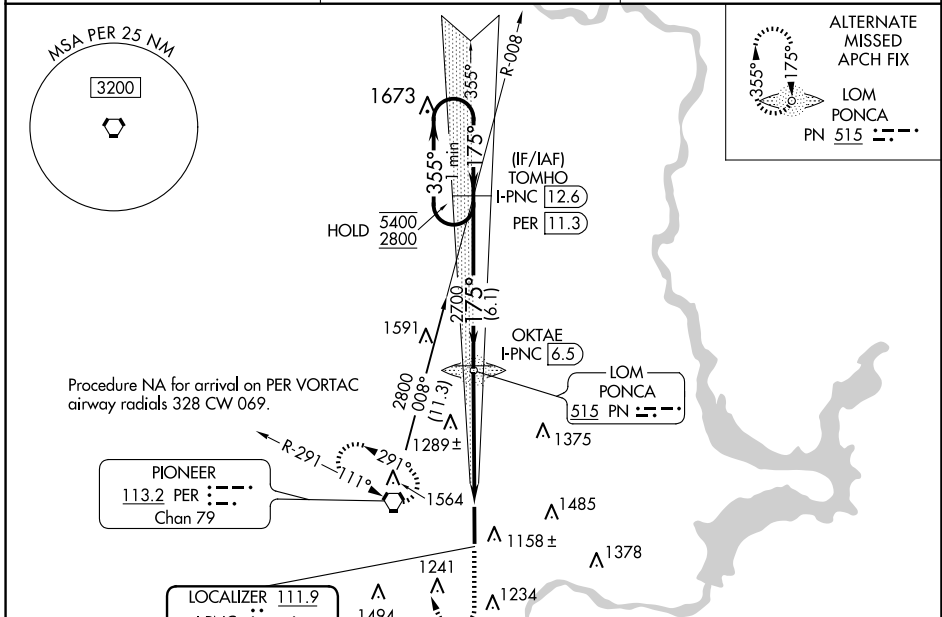 MSA PER 25 NM
3200
ALTERNATE
MISSED
APCH FIX
355°
175°
LOM
PONCA
PN 515
R-008
355°
1673
175°
1 min
355°
(IF/IAF)
TOMHO
I-PNC 12.6
PER 11.3
HOLD 5400
2800
2700
175°
(6.1)
1591
OKTAE
I-PNC 6.5
LOM
PONCA
515 PN
Procedure NA for arrival on PER VORTAC
airway radials 328 CW 069.
2800
008°
(11.3)
1289±
1375
R-291
111°
291°
1564
PIONEER
113.2 PER
Chan 79
1485
1158±
1378
1241
1234
LOCALIZER 111.9
1494